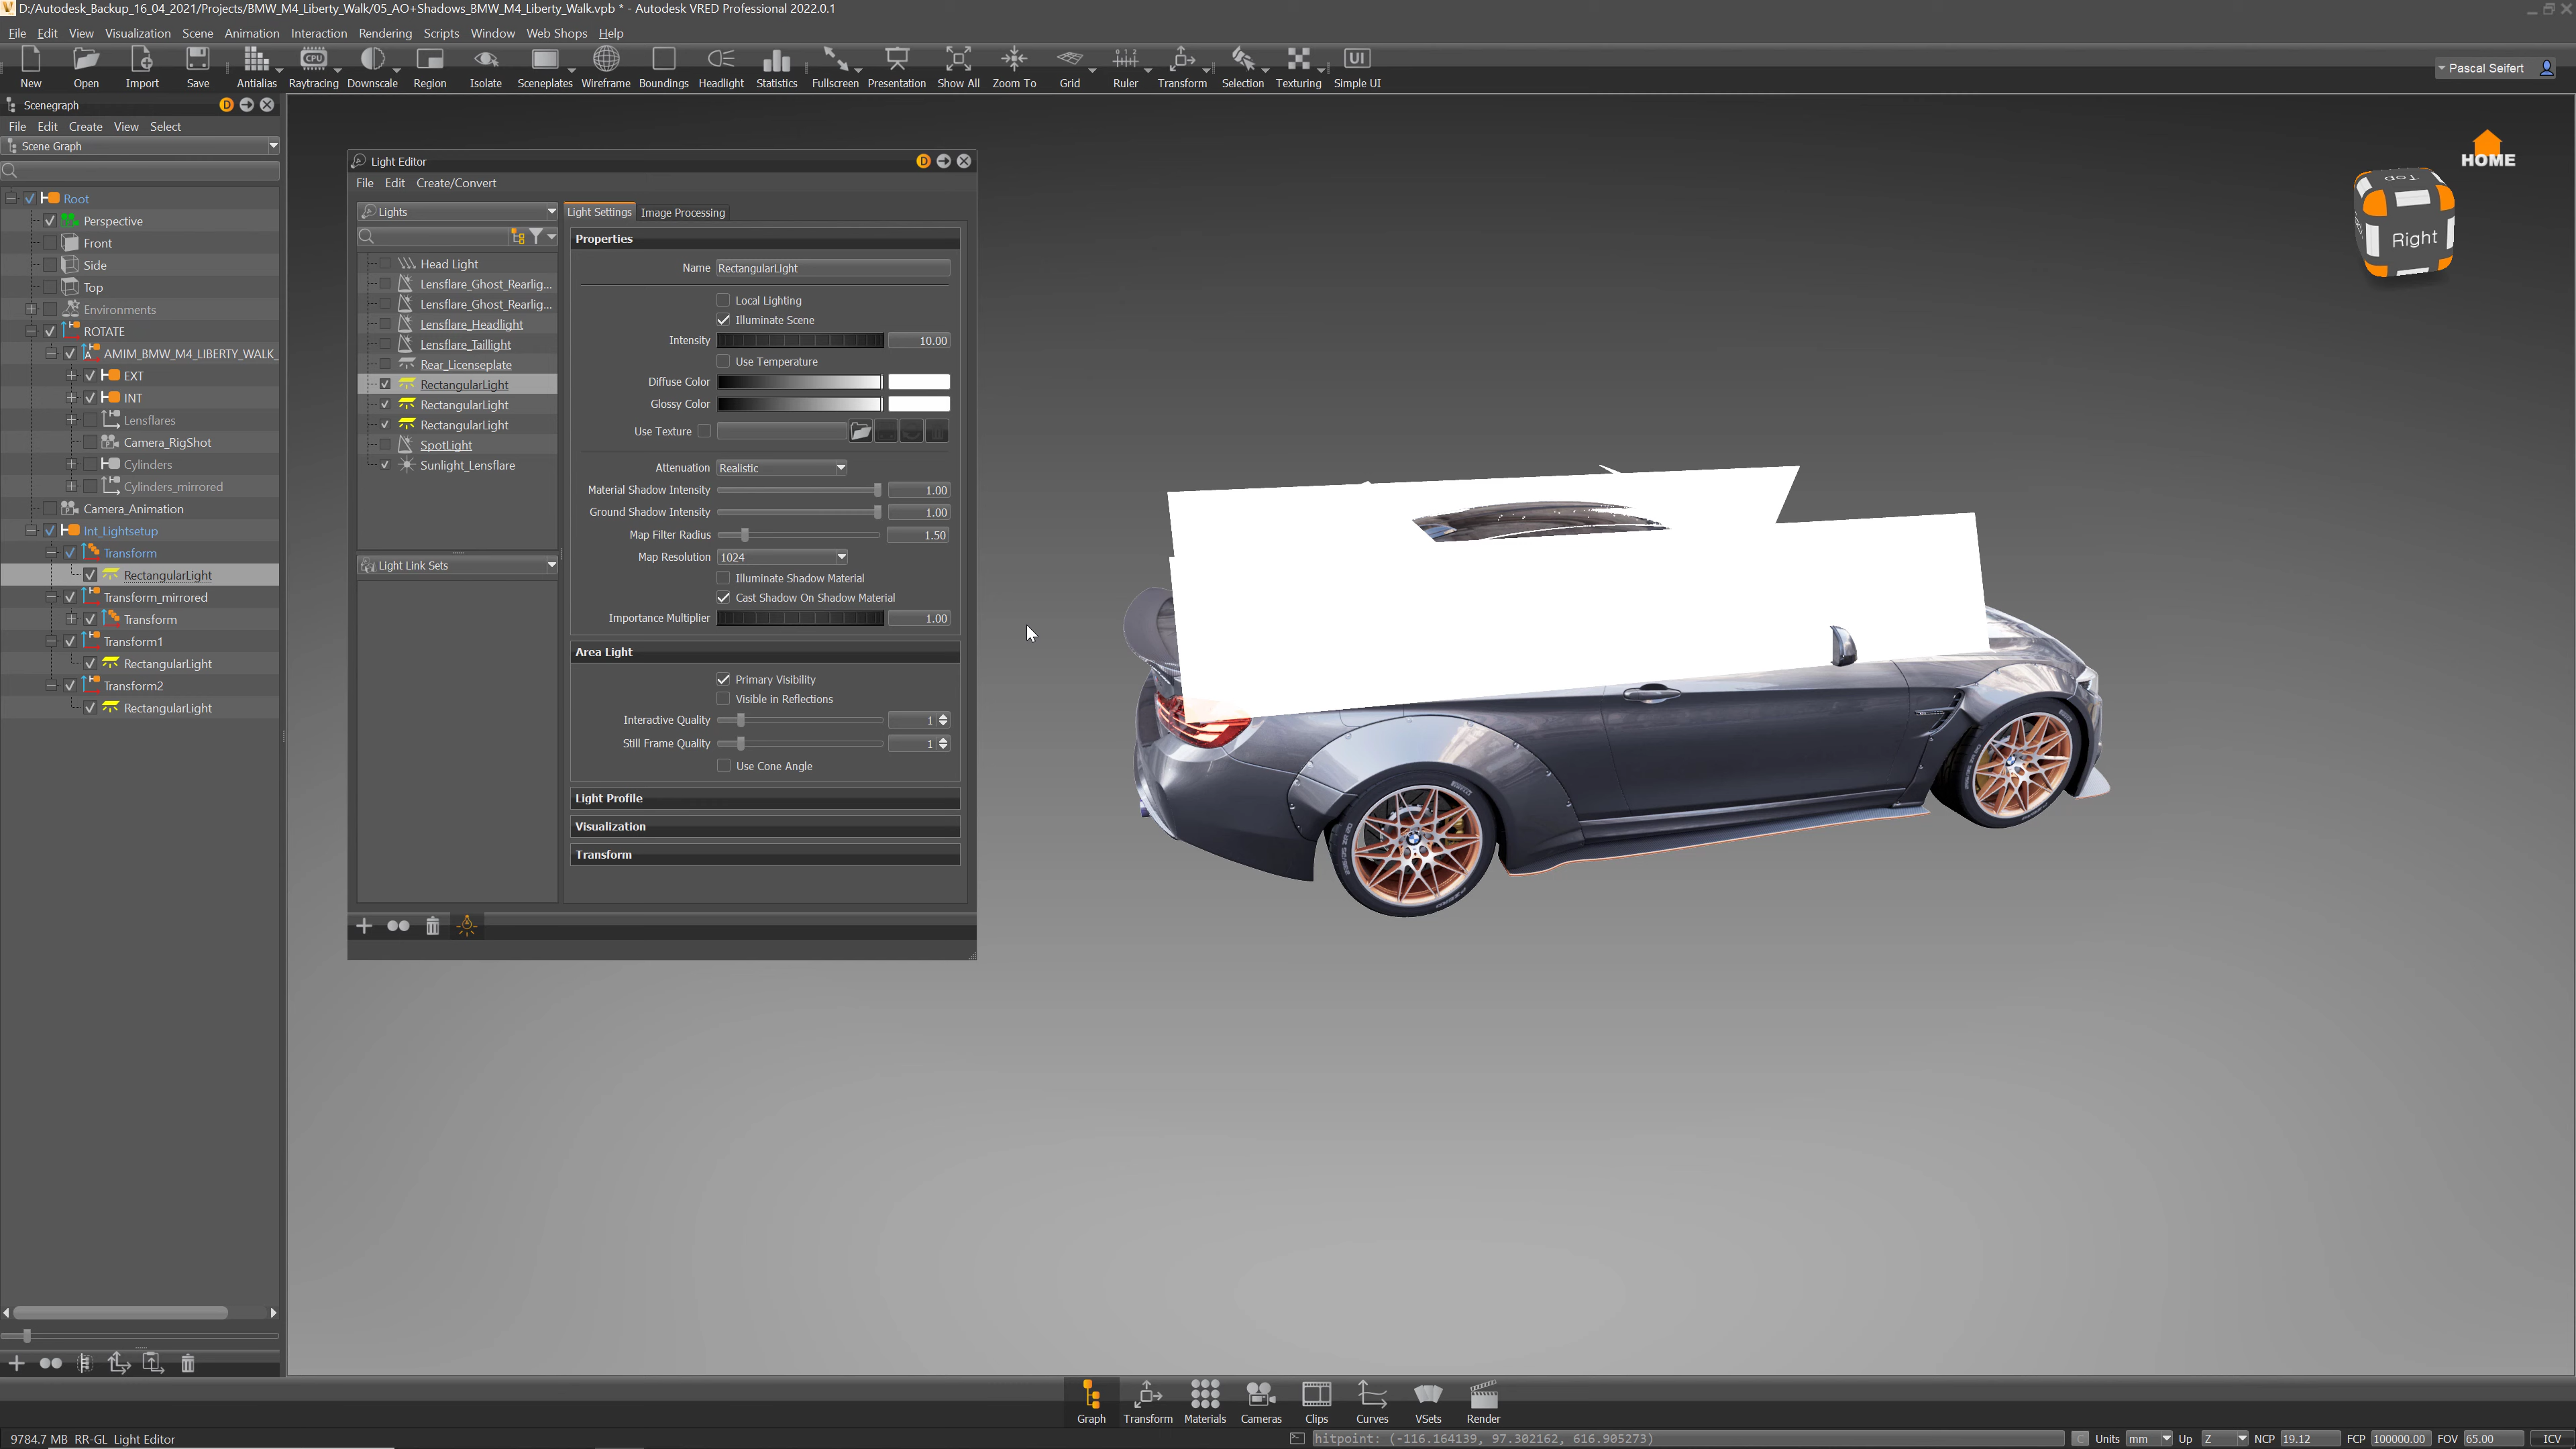 D:/Autodesk_Backup_16_04_2021/Projects/BMW_M4_Liberty_Walk/05_AO+Shadows_BMW_M4_Liberty_Walk.vpb * - Autodesk VRED Professional 2022.0.1
File Edit View Visualization Scene Animation Interaction Rendering Scripts Window Web Shops Help
New Open Import Save Antialias Raytracing Downscale Region Isolate Sceneplates Wireframe Boundings Headlight Statistics Fullscreen Presentation Show All Zoom To Grid Ruler Transform Selection Texturing Simple UI
CPU
0 1 2
UI
Pascal Seifert
Scenegraph
D
File Edit Create View Select
Scene Graph
Root
Perspective
Front
Side
Top
Environments
ROTATE
AMIM_BMW_M4_LIBERTY_WALK_
EXT
INT
Lensflares
Camera_RigShot
Cylinders
Cylinders_mirrored
Camera_Animation
Int_Lightsetup
Transform
RectangularLight
Transform_mirrored
Transform
Transform1
RectangularLight
Transform2
RectangularLight
Light Editor
D
File Edit Create/Convert
Lights
Head Light
Lensflare_Ghost_Rearlig...
Lensflare_Ghost_Rearlig...
Lensflare_Headlight
Lensflare_Taillight
Rear_Licenseplate
RectangularLight
RectangularLight
RectangularLight
SpotLight
Sunlight_Lensflare
Light Link Sets
Light Settings Image Processing
Properties
Name RectangularLight
Local Lighting
Illuminate Scene
Intensity 10.00
Use Temperature
Diffuse Color
Glossy Color
Use Texture
Attenuation Realistic
Material Shadow Intensity 1.00
Ground Shadow Intensity 1.00
Map Filter Radius 1.50
Map Resolution 1024
Illuminate Shadow Material
Cast Shadow On Shadow Material
Importance Multiplier 1.00
Area Light
Primary Visibility
Visible in Reflections
Interactive Quality 1
Still Frame Quality 1
Use Cone Angle
Light Profile
Visualization
Transform
HOME
Top
Right
Graph Transform Materials Cameras Clips Curves VSets Render
9784.7 MB RR-GL Light Editor
hitpoint: (-116.164139, 97.302162, 616.905273)
C Units mm Up Z NCP 19.12 FCP 100000.00 FOV 65.00 ICV